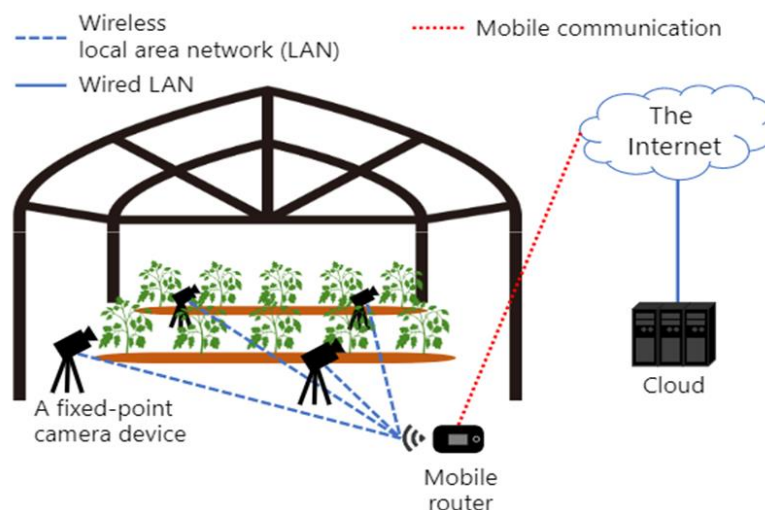 Wireless
local area network (LAN)
Mobile communication
Wired LAN
The
Internet
Cloud
A fixed-point
camera device
Mobile
router